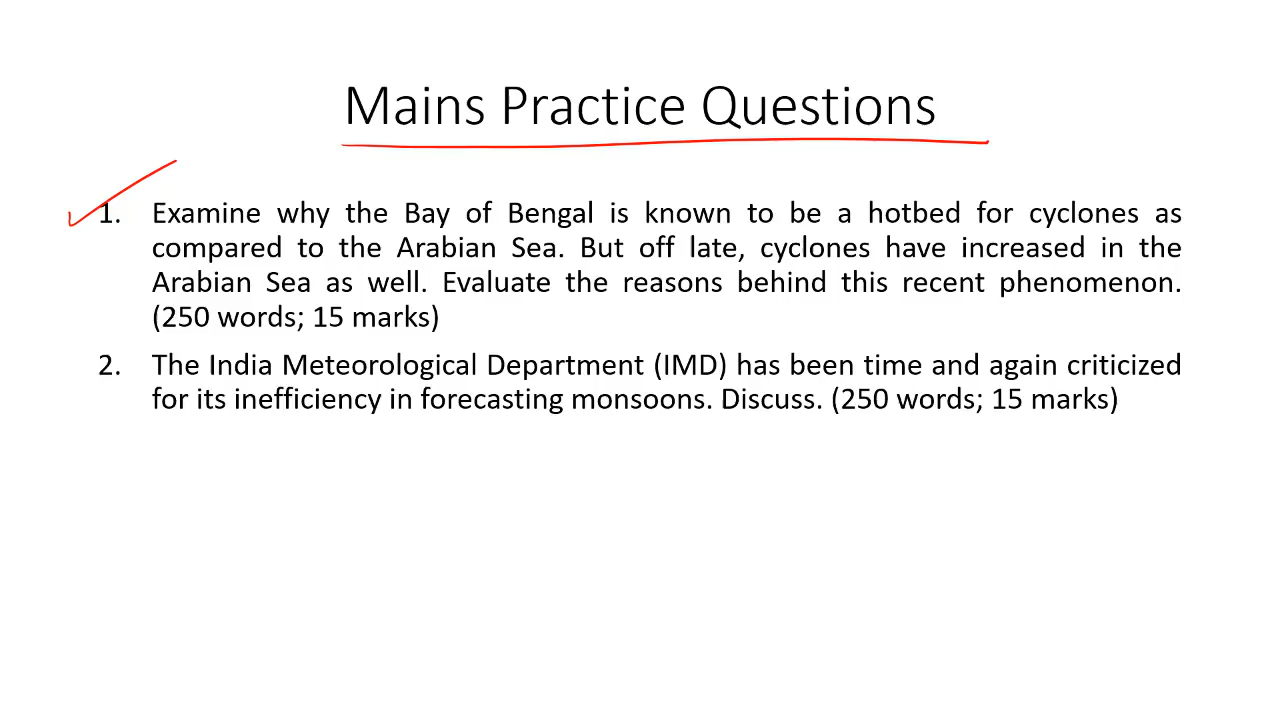 Mains Practice Questions
1. Examine why the Bay of Bengal is known to be a hotbed for cyclones as
compared to the Arabian Sea. But off late, cyclones have increased in the
Arabian Sea as well. Evaluate the reasons behind this recent phenomenon.
(250 words; 15 marks)
2. The India Meteorological Department (IMD) has been time and again criticized
for its inefficiency in forecasting monsoons. Discuss. (250 words; 15 marks)